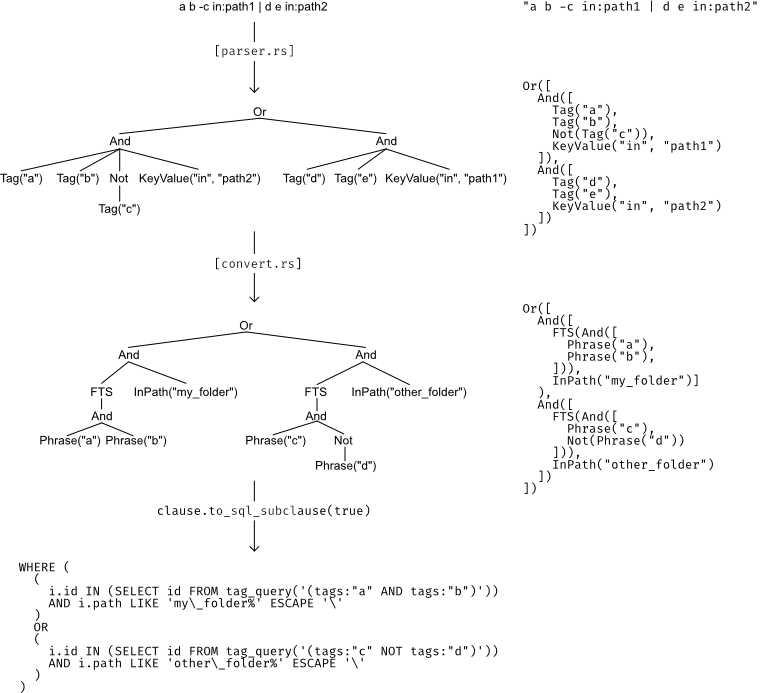 a b -c in:path1 | d e in:path2
"a b -c in:path1 | d e in:path2"
[parser.rs]
Or
And And
Tag("a") Tag("b") Not KeyValue("in", "path2") Tag("d") Tag("e") KeyValue("in", "path1")
Tag("c")
Or([
And([
Tag("a"),
Tag("b"),
Not(Tag("c")),
KeyValue("in", "path1")
]),
And([
Tag("d"),
Tag("e"),
KeyValue("in", "path2")
])
])
[convert.rs]
Or
And And
FTS InPath("my_folder") FTS InPath("other_folder")
And And
Phrase("a") Phrase("b") Phrase("c") Not
Phrase("d")
Or([
And([
FTS(And([
Phrase("a"),
Phrase("b"),
])),
InPath("my_folder")]
),
And([
FTS(And([
Phrase("c"),
Not(Phrase("d"))
])),
InPath("other_folder")
])
])
clause.to_sql_subclause(true)
WHERE (
(
i.id IN (SELECT id FROM tag_query('(tags:"a" AND tags:"b")'))
AND i.path LIKE 'my\_folder%' ESCAPE '\'
)
OR
(
i.id IN (SELECT id FROM tag_query('(tags:"c" NOT tags:"d")'))
AND i.path LIKE 'other\_folder%' ESCAPE '\'
)
)